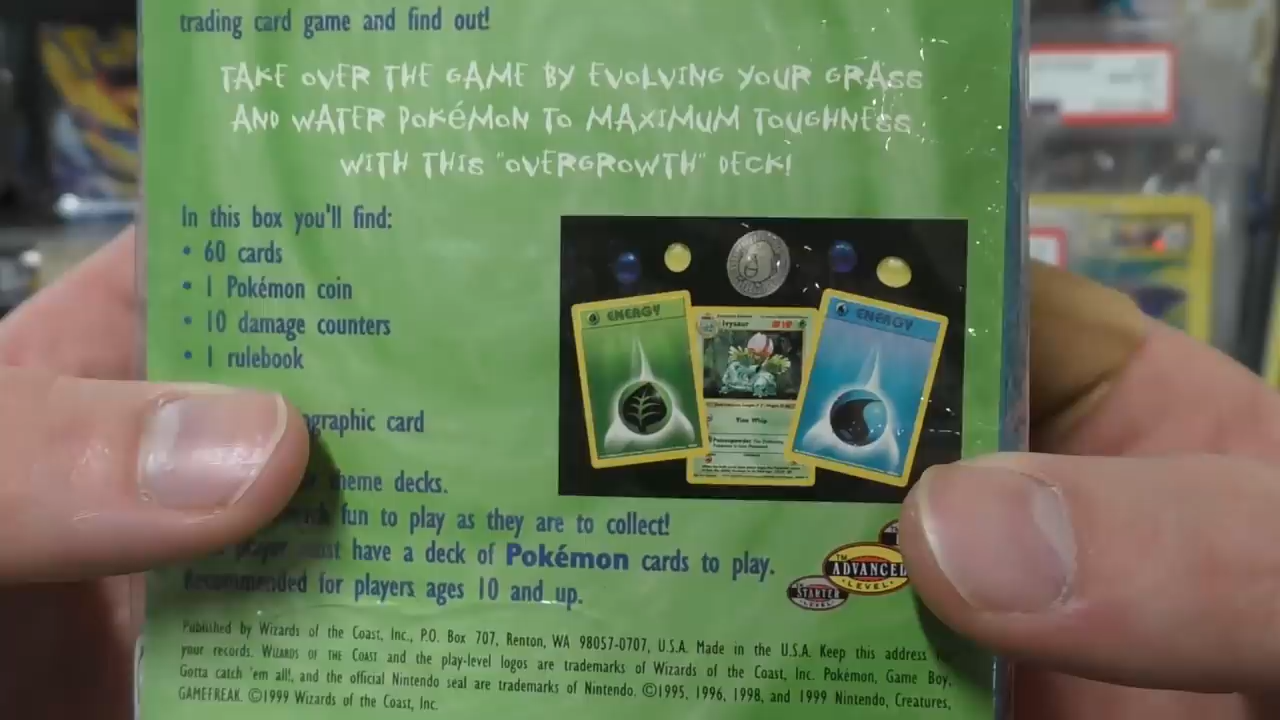 trading card game and find out!
TAKE OVER THE GAME BY EVOLVING YOUR GRASS
AND WATER POKéMON TO MAXIMUM TOUGHNESS
WITH THIS "OVERGROWTH" DECK!
In this box you'll find:
• 60 cards
• 1 Pokémon coin
• 10 damage counters
• 1 rulebook
graphic card
theme decks.
fun to play as they are to collect!
must have a deck of Pokémon cards to play.
Recommended for players ages 10 and up.
ENERGY
Ivysaur
ENERGY
Vine Whip
Poisonpowder
TM
ADVANCED
LEVEL
STARTER
LEVEL
Published by Wizards of the Coast, Inc., P.O. Box 707, Renton, WA 98057-0707, U.S.A. Made in the U.S.A. Keep this address
your records. WIZARDS OF THE COAST and the play-level logos are trademarks of Wizards of the Coast, Inc. Pokémon, Game Boy,
Gotta catch 'em all!, and the official Nintendo seal are trademarks of Nintendo. ©1995, 1996, 1998, and 1999 Nintendo, Creatures,
GAMEFREAK. ©1999 Wizards of the Coast, Inc.